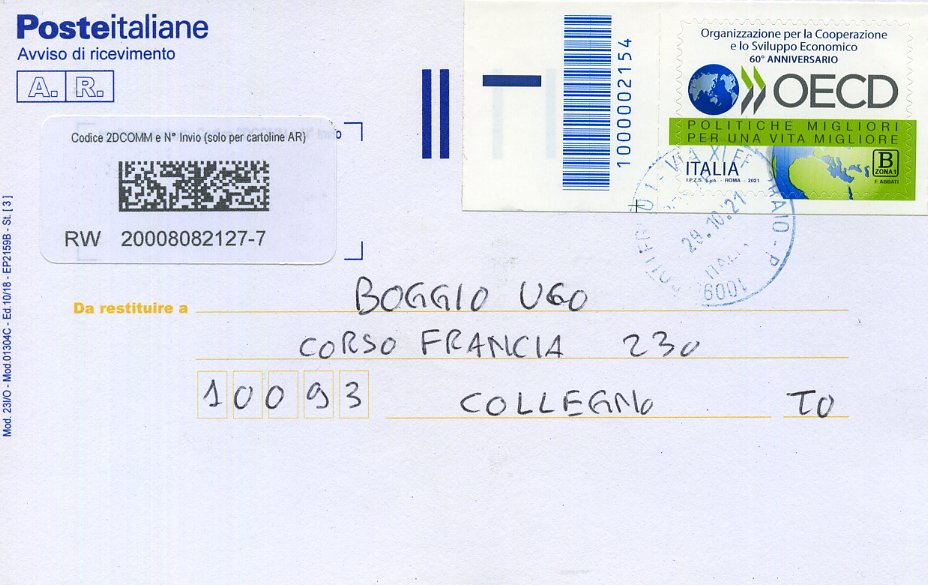 Posteitaliane
Avviso di ricevimento
A. R.
Codice 2DCOMM e N° Invio (solo per cartoline AR)
RW 20008082127-7
1000002154
Organizzazione per la Cooperazione
e lo Sviluppo Economico
60° ANNIVERSARIO
OECD
POLITICHE MIGLIORI
PER UNA VITA MIGLIORE
ITALIA
I.P.Z.S. S.p.A. - ROMA - 2021
B
ZONA 1
F. ABBATI
28.10.21
Da restituire a BOGGIO UGO
CORSO FRANCIA 230
10093 COLLEGNO TO
Mod. 23I/O - Mod.01304C - Ed.10/18 - EP2159B - St. [ 3 ]